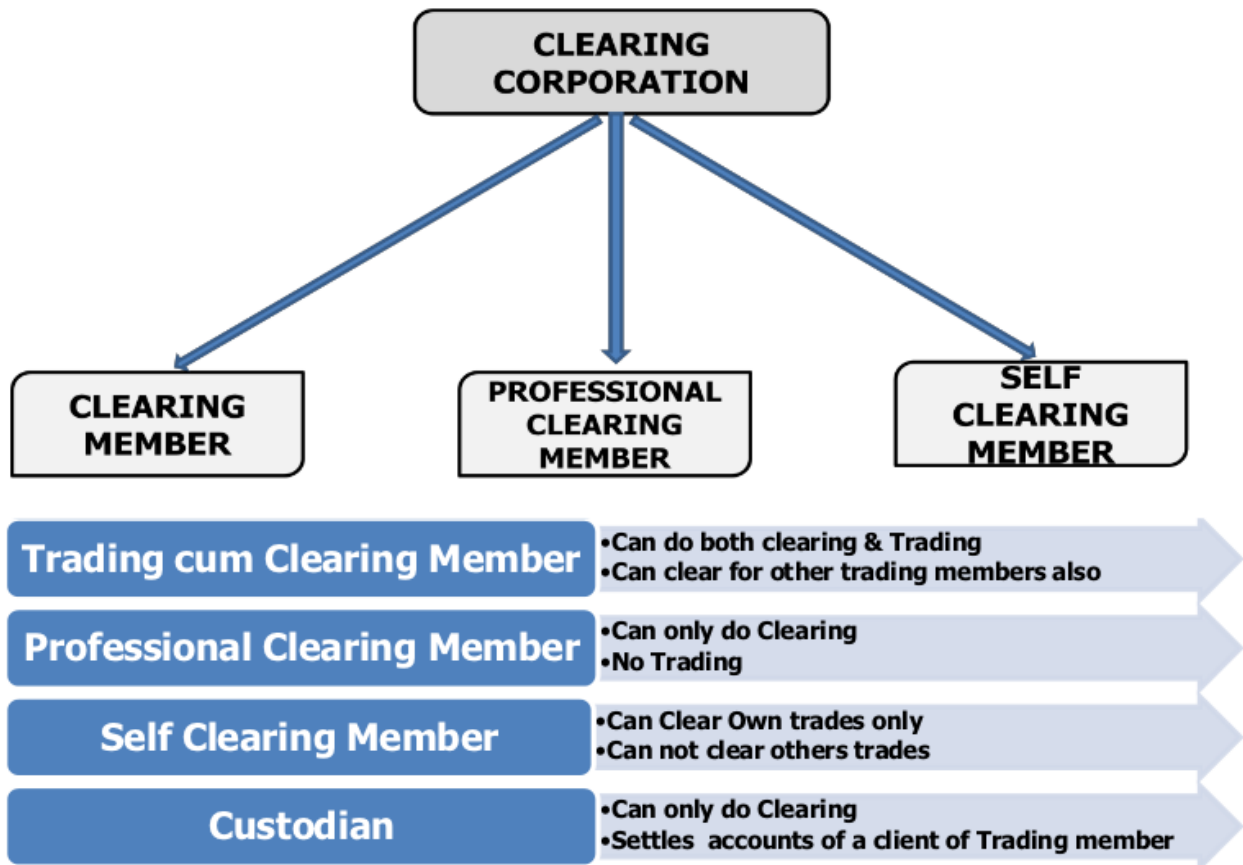 CLEARING
CORPORATION
CLEARING
MEMBER
PROFESSIONAL
CLEARING
MEMBER
SELF
CLEARING
MEMBER
Trading cum Clearing Member
•Can do both clearing & Trading
•Can clear for other trading members also
Professional Clearing Member
•Can only do Clearing
•No Trading
Self Clearing Member
•Can Clear Own trades only
•Can not clear others trades
Custodian
•Can only do Clearing
•Settles accounts of a client of Trading member